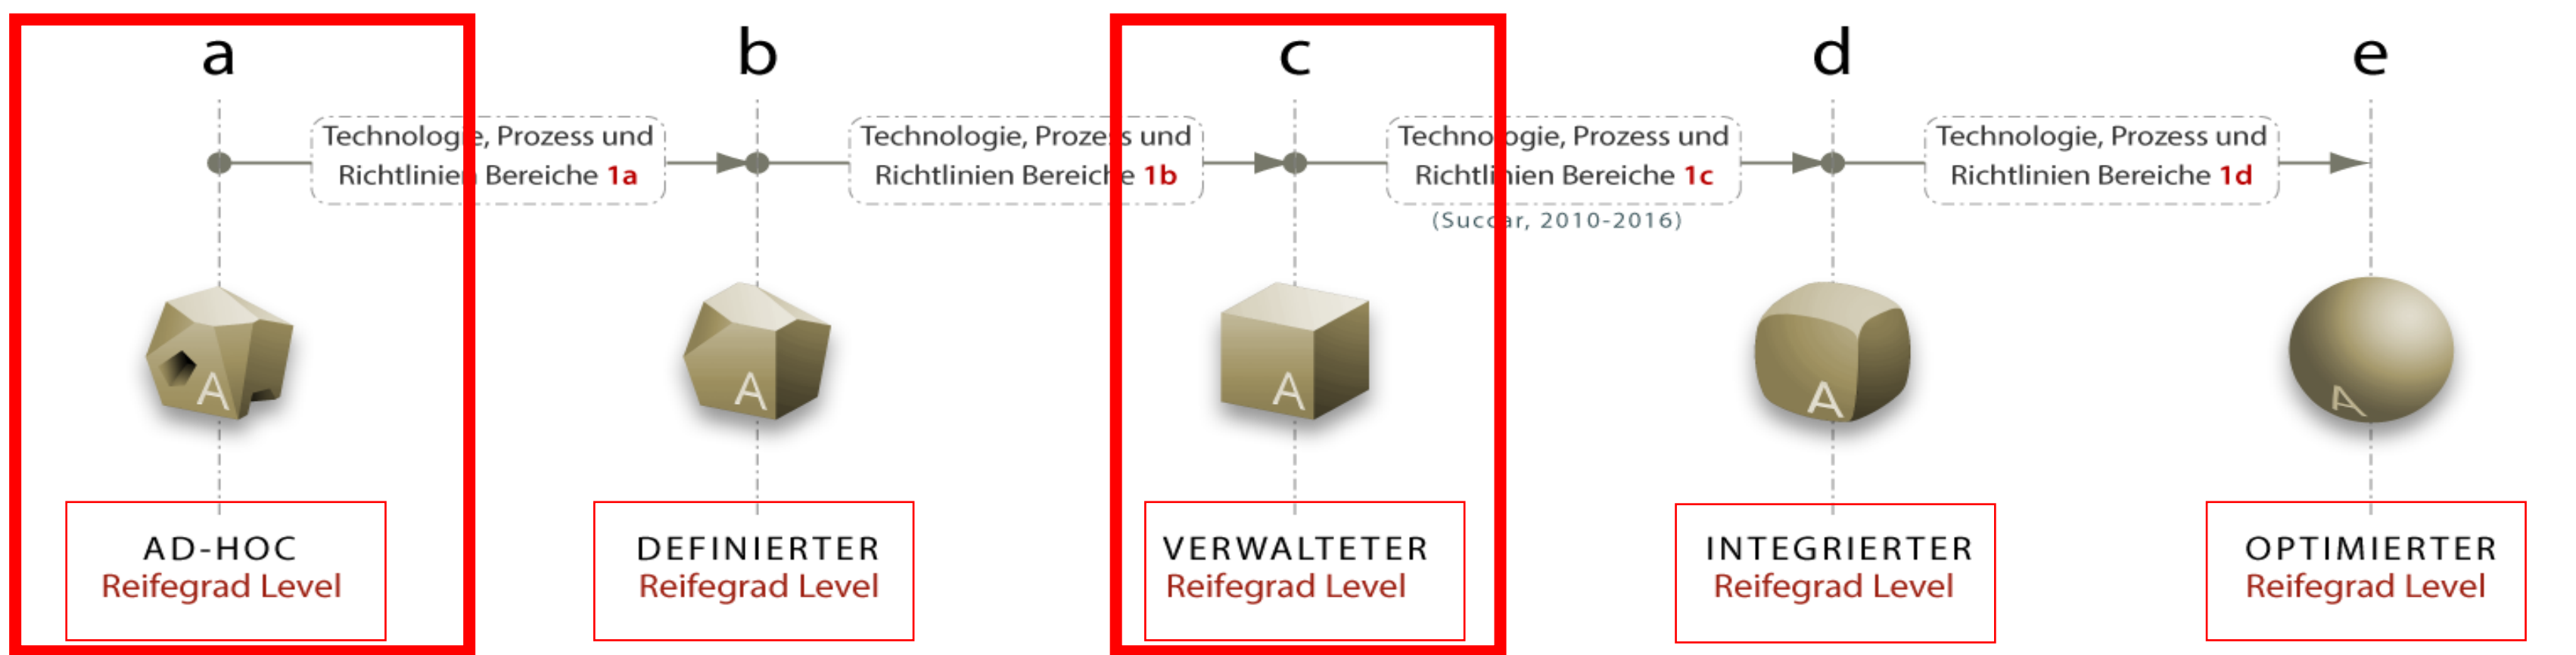 a
b
c
d
e
Technologie, Prozess und
Richtlinien Bereiche 1a
Technologie, Prozess und
Richtlinien Bereiche 1b
Technologie, Prozess und
Richtlinien Bereiche 1c
(Succar, 2010-2016)
Technologie, Prozess und
Richtlinien Bereiche 1d
A
A
A
A
A
AD-HOC
Reifegrad Level
DEFINIERTER
Reifegrad Level
VERWALTETER
Reifegrad Level
INTEGRIERTER
Reifegrad Level
OPTIMIERTER
Reifegrad Level